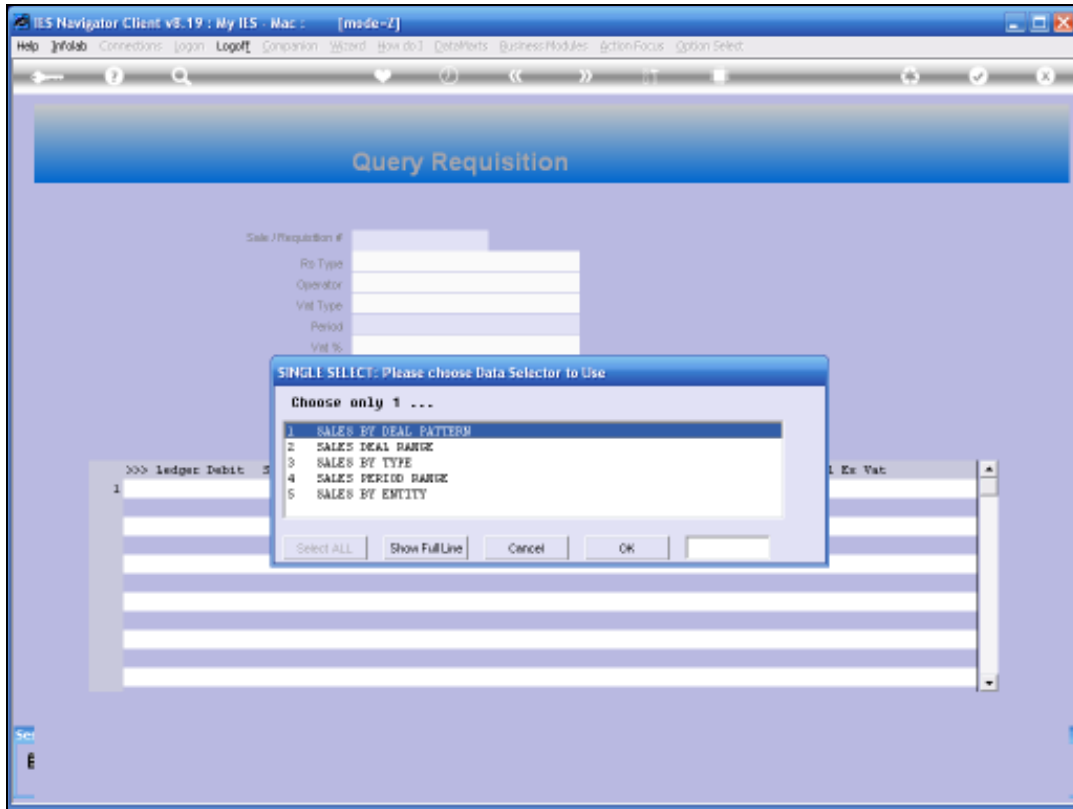 IES Navigator Client v8.19 : My IES - Mac : [mode=Z]
Help Infolab Connections Logon Logoff Companion Wizard How do I DataMarts Business Modules Action Focus Option Select
Query Requisition
Sale / Requisition #
Rs Type
Operator
Vat Type
Period
Vat %
SINGLE SELECT: Please choose Data Selector to Use
Choose only 1 ...
1 SALES BY DEAL PATTERN
2 SALES DEAL RANGE
3 SALES BY TYPE
4 SALES PERIOD RANGE
5 SALES BY ENTITY
Select ALL Show Full Line Cancel OK
>>> Ledger Debit Ex Vat
1